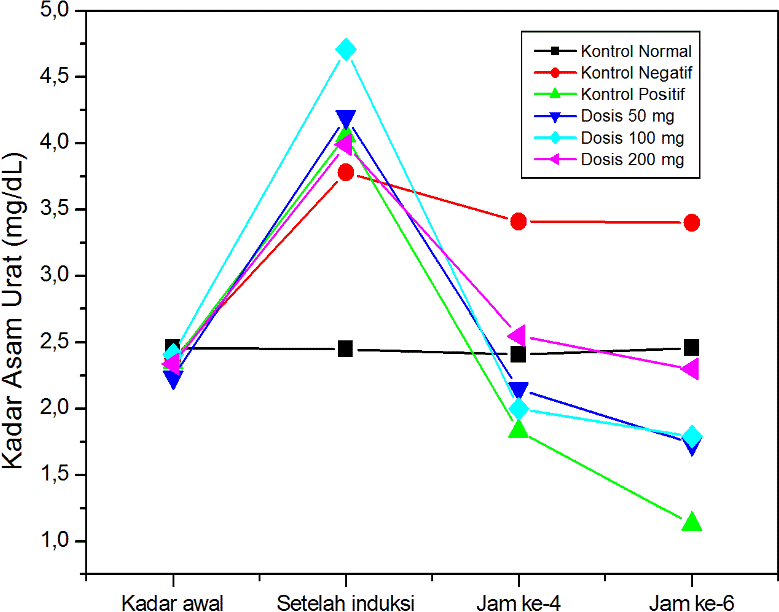 5,0
4,5
4,0
3,5
3,0
2,5
2,0
1,5
1,0
Kadar Asam Urat (mg/dL)
Kontrol Normal
Kontrol Negatif
Kontrol Positif
Dosis 50 mg
Dosis 100 mg
Dosis 200 mg
Kadar awal
Setelah induksi
Jam ke-4
Jam ke-6